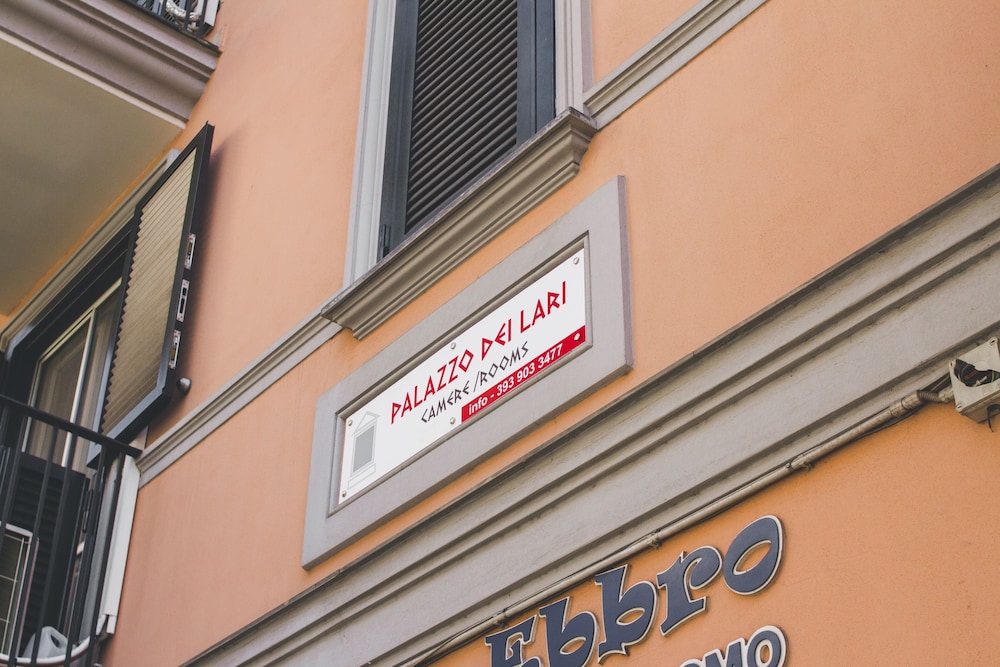 PALAZZO DEI LARI
CAMERE/ROOMS
info - 393 903 3477
Ebbro